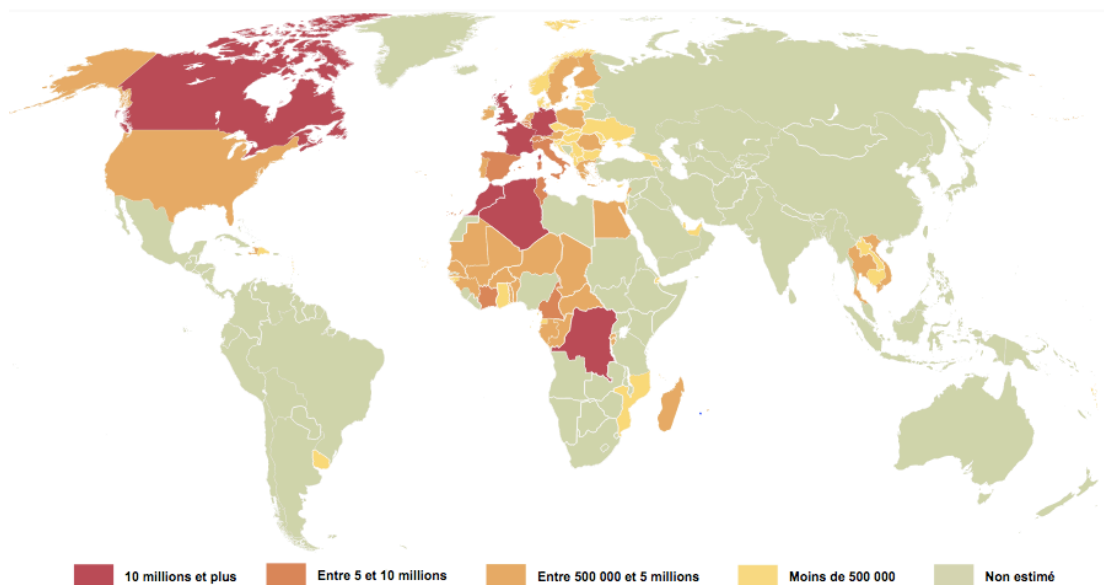 10 millions et plus
Entre 5 et 10 millions
Entre 500 000 et 5 millions
Moins de 500 000
Non estimé